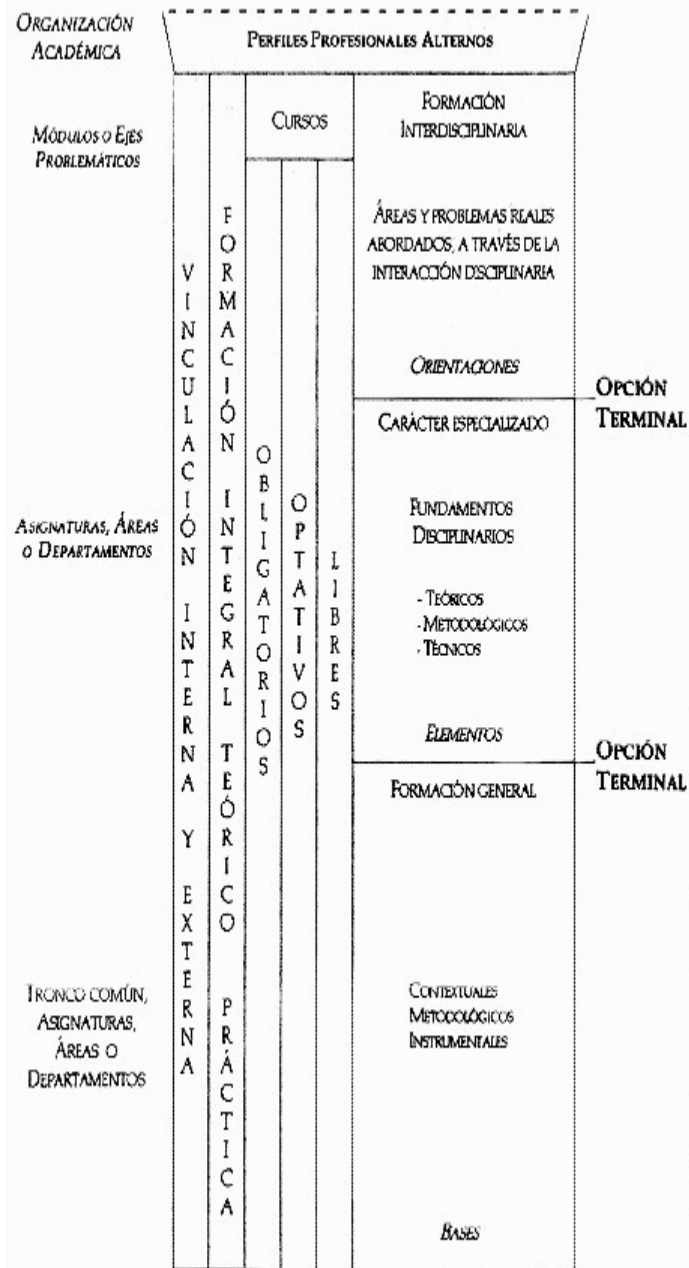 ORGANIZACIÓN
ACADÉMICA
PERFILES PROFESIONALES ALTERNOS
MÓDULOS O EJES
PROBLEMÁTICOS
CURSOS
FORMACIÓN
INTERDISCIPLINARIA
ÁREAS Y PROBLEMAS REALES
ABORDADOS, A TRAVÉS DE LA
INTERACCIÓN DISCIPLINARIA
ORIENTACIONES
OPCIÓN
TERMINAL
CARÁCTER ESPECIALIZADO
VINCULACIÓN INTERNA Y EXTERNA
FORMACIÓN INTEGRAL TEÓRICO PRÁCTICA
OBLIGATORIOS
OPTATIVOS
LIBRES
ASIGNATURAS, ÁREAS
O DEPARTAMENTOS
FUNDAMENTOS
DISCIPLINARIOS
- TEÓRICOS
- METODOLÓGICOS
- TÉCNICOS
ELEMENTOS
OPCIÓN
TERMINAL
FORMACIÓN GENERAL
TRONCO COMÚN,
ASIGNATURAS,
ÁREAS O
DEPARTAMENTOS
CONTEXTUALES
METODOLÓGICOS
INSTRUMENTALES
BASES